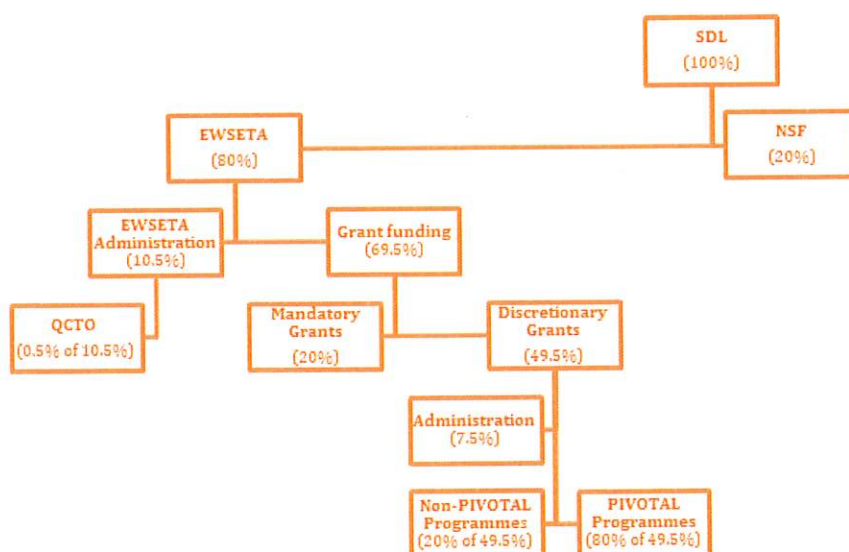 SDL
(100%)
EWSETA
(80%)
NSF
(20%)
EWSETA
Administration
(10.5%)
Grant funding
(69.5%)
QCTO
(0.5% of 10.5%)
Mandatory
Grants
(20%)
Discretionary
Grants
(49.5%)
Administration
(7.5%)
Non-PIVOTAL
Programmes
(20% of 49.5%)
PIVOTAL
Programmes
(80% of 49.5%)